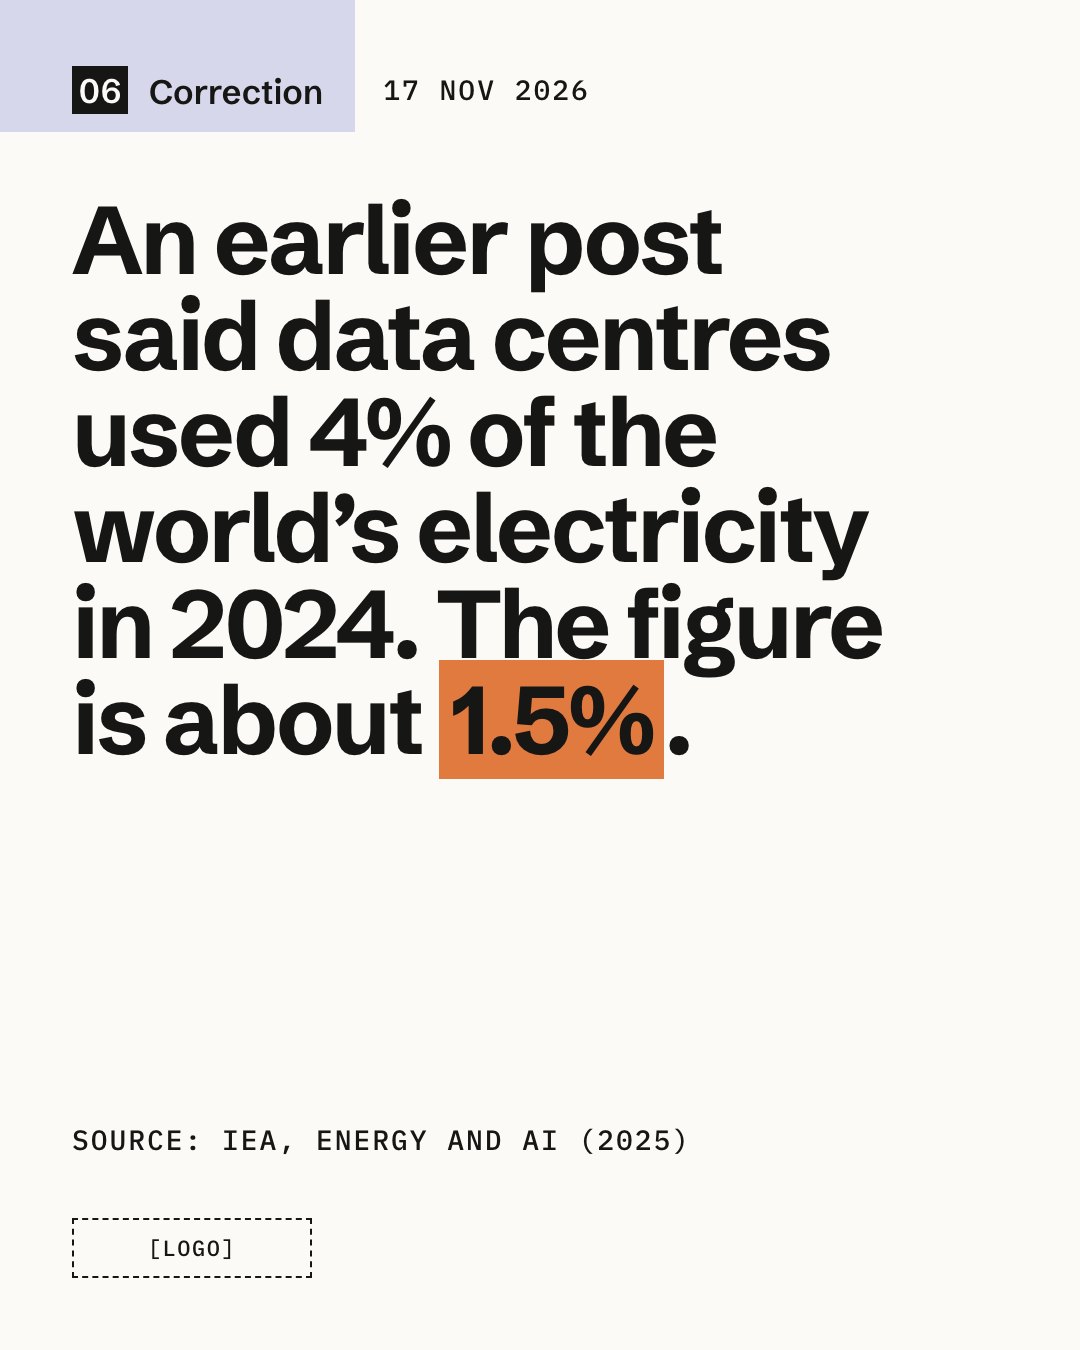 06 Correction 17 NOV 2026
An earlier post
said data centres
used 4% of the
world’s electricity
in 2024. The figure
is about 1.5%.
SOURCE: IEA, ENERGY AND AI (2025)
[LOGO]